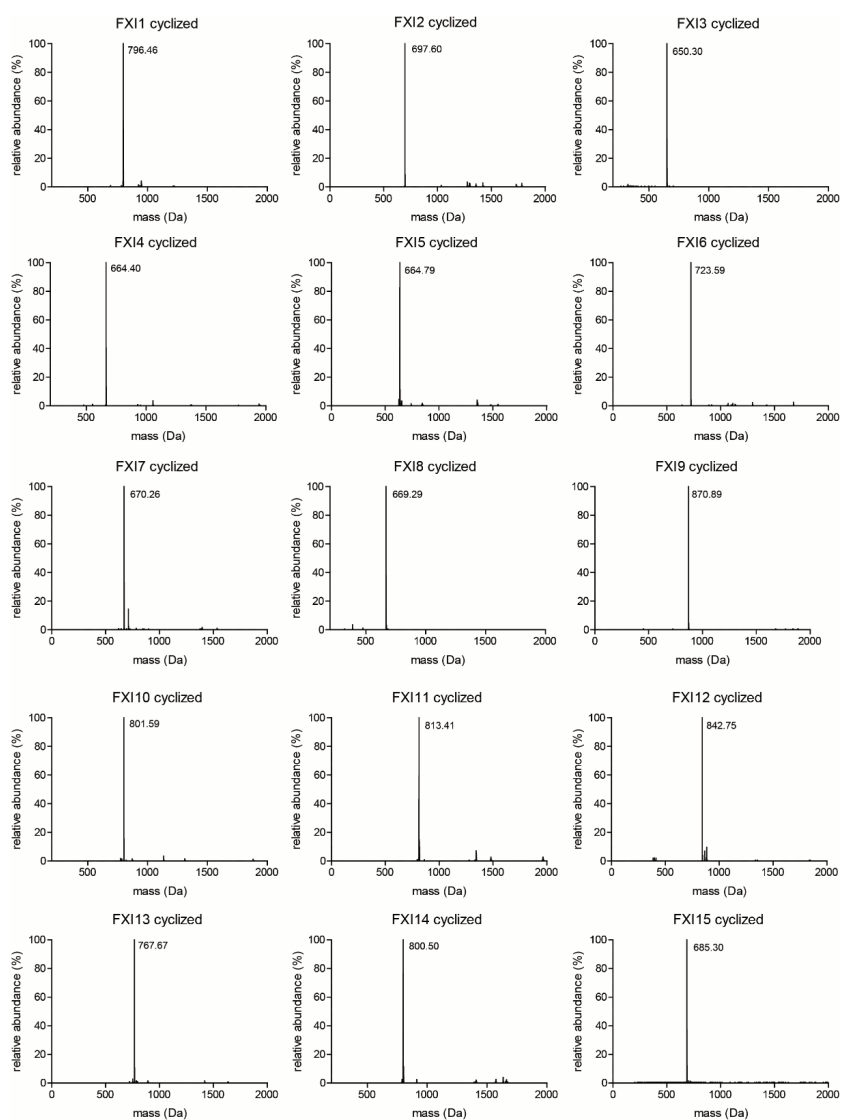 FXI1 cyclized
100
80
60
40
20
0
796.46
500 1000 1500 2000
mass (Da)
relative abundance (%)
FXI2 cyclized
100
80
60
40
20
0
697.60
0 500 1000 1500 2000
mass (Da)
relative abundance (%)
FXI3 cyclized
100
80
60
40
20
0
650.30
500 1000 1500 2000
mass (Da)
relative abundance (%)
FXI4 cyclized
100
80
60
40
20
0
664.40
500 1000 1500 2000
mass (Da)
relative abundance (%)
FXI5 cyclized
100
80
60
40
20
0
664.79
0 500 1000 1500 2000
mass (Da)
relative abundance (%)
FXI6 cyclized
100
80
60
40
20
0
723.59
0 500 1000 1500 2000
mass (Da)
relative abundance (%)
FXI7 cyclized
100
80
60
40
20
0
670.26
0 500 1000 1500 2000
mass (Da)
relative abundance (%)
FXI8 cyclized
100
80
60
40
20
0
669.29
500 1000 1500 2000
mass (Da)
relative abundance (%)
FXI9 cyclized
100
80
60
40
20
0
870.89
0 500 1000 1500 2000
mass (Da)
relative abundance (%)
FXI10 cyclized
100
80
60
40
20
0
801.59
500 1000 1500 2000
mass (Da)
relative abundance (%)
FXI11 cyclized
100
80
60
40
20
0
813.41
0 500 1000 1500 2000
mass (Da)
relative abundance (%)
FXI12 cyclized
100
80
60
40
20
0
842.75
0 500 1000 1500 2000
mass (Da)
relative abundance (%)
FXI13 cyclized
100
80
60
40
20
0
767.67
0 500 1000 1500 2000
mass (Da)
relative abundance (%)
FXI14 cyclized
100
80
60
40
20
0
800.50
500 1000 1500 2000
mass (Da)
relative abundance (%)
FXI15 cyclized
100
80
60
40
20
0
685.30
0 500 1000 1500 2000
mass (Da)
relative abundance (%)